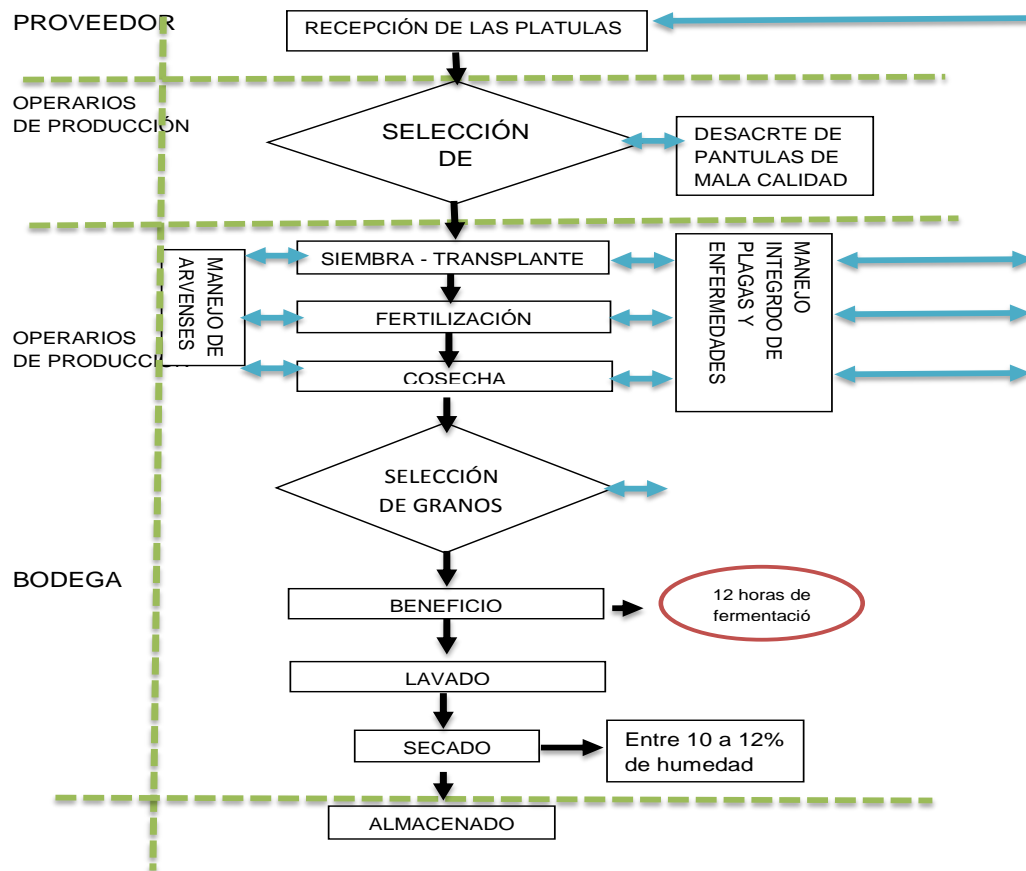 PROVEEDOR
RECEPCIÓN DE LAS PLATULAS
OPERARIOS
DE PRODUCCIÓN
SELECCIÓN
DE
DESACRTE DE
PANTULAS DE
MALA CALIDAD
OPERARIOS
DE PRODUCCIÓN
MANEJO DE
ARVENSES
SIEMBRA - TRANSPLANTE
FERTILIZACIÓN
COSECHA
MANEJO
INTEGRDO DE
PLAGAS Y
ENFERMEDADES
SELECCIÓN
DE GRANOS
BODEGA
BENEFICIO
12 horas de
fermentació
LAVADO
SECADO
Entre 10 a 12%
de humedad
ALMACENADO